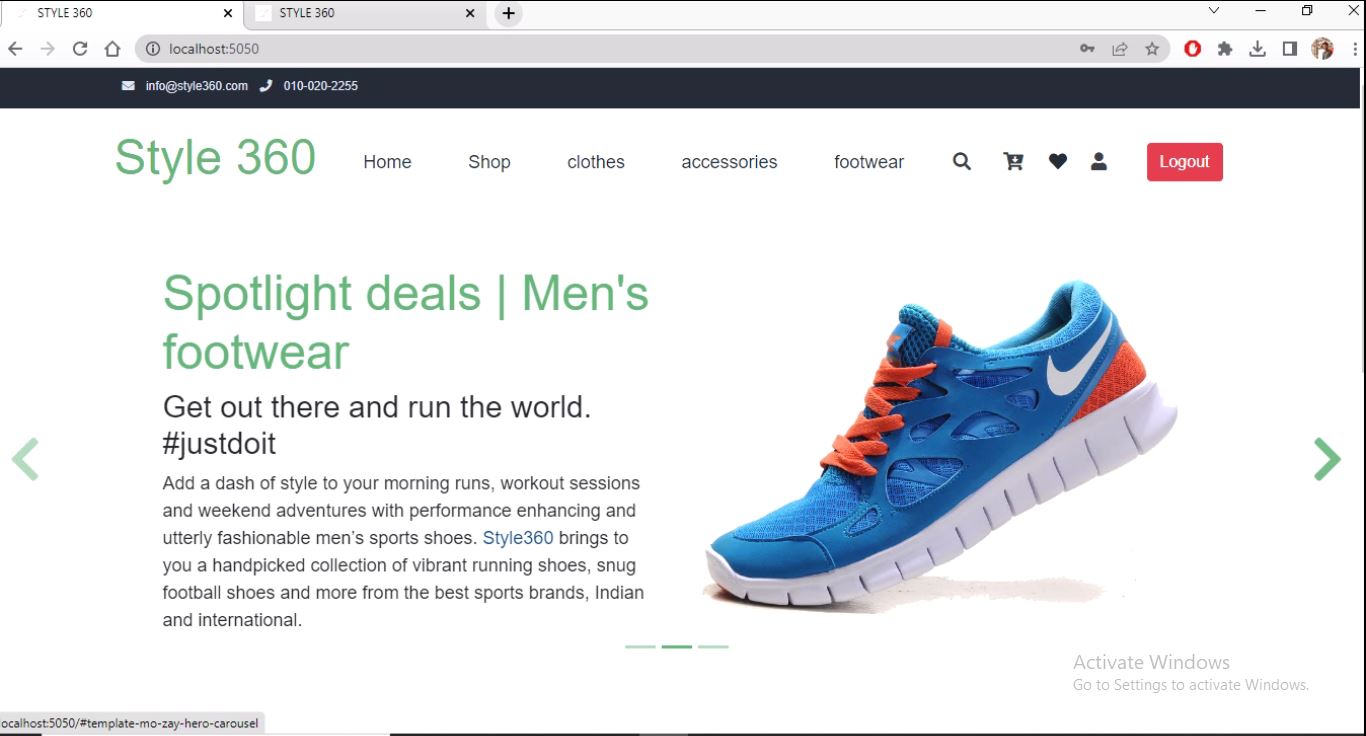 STYLE 360
STYLE 360
localhost:5050
info@style360.com 010-020-2255
Style 360 Home Shop clothes accessories footwear Logout
Spotlight deals | Men's
footwear
Get out there and run the world.
#justdoit
Add a dash of style to your morning runs, workout sessions
and weekend adventures with performance enhancing and
utterly fashionable men's sports shoes. Style360 brings to
you a handpicked collection of vibrant running shoes, snug
football shoes and more from the best sports brands, Indian
and international.
Activate Windows
Go to Settings to activate Windows.
ocalhost:5050/#template-mo-zay-hero-carousel